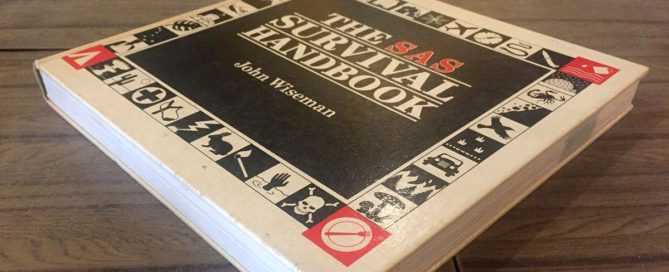 THE SAS
SURVIVAL
HANDBOOK
John Wiseman